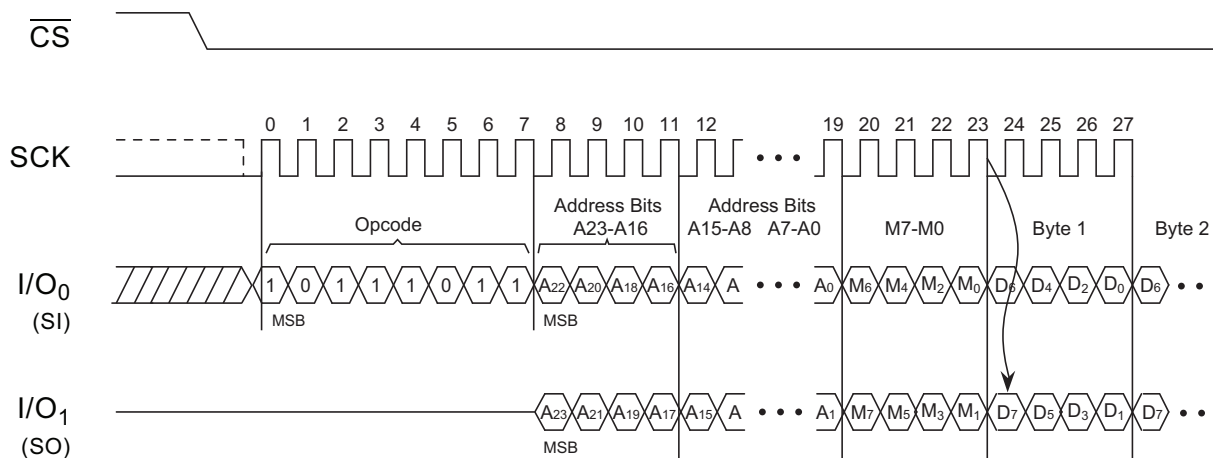 CS
SCK
0 1 2 3 4 5 6 7 8 9 10 11 12 19 20 21 22 23 24 25 26 27
Opcode
Address Bits
A23-A16
Address Bits
A15-A8 A7-A0
M7-M0
Byte 1
Byte 2
I/O0
(SI)
1 0 1 1 1 0 1 1 A22 A20 A18 A16 A14 A A0 M6 M4 M2 M0 D6 D4 D2 D0 D6
MSB
MSB
I/O1
(SO)
A23 A21 A19 A17 A15 A A1 M7 M5 M3 M1 D7 D5 D3 D1 D7
MSB